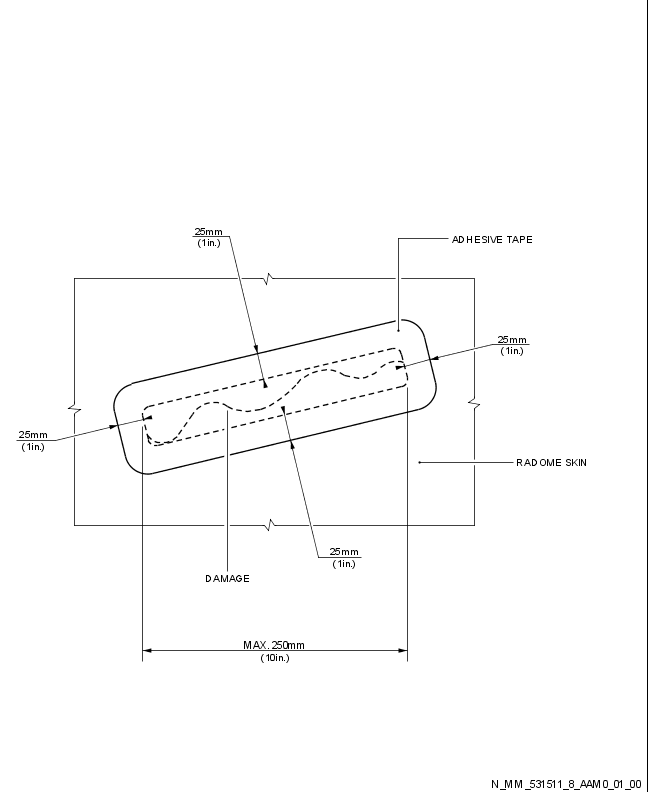 25mm
(1in.)
ADHESIVE TAPE
25mm
(1in.)
25mm
(1in.)
RADOME SKIN
25mm
(1in.)
DAMAGE
MAX. 250mm
(10in.)
N_MM_531511_8_AAM0_01_00